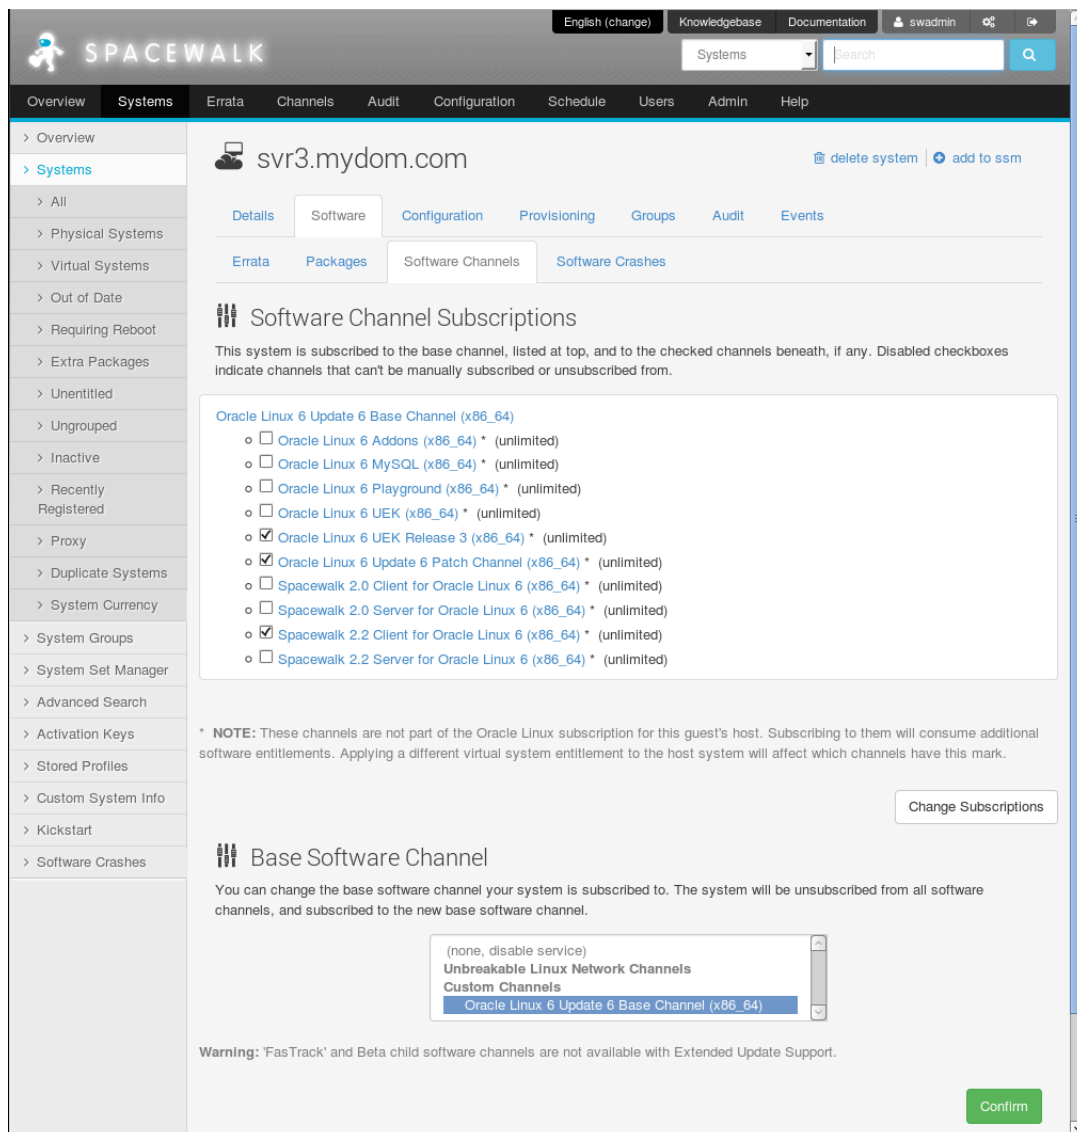 English (change)
Knowledgebase
Documentation
swadmin
SPACEWALK
Systems
Search
Overview
Systems
Errata
Channels
Audit
Configuration
Schedule
Users
Admin
Help
> Overview
> Systems
> All
> Physical Systems
> Virtual Systems
> Out of Date
> Requiring Reboot
> Extra Packages
> Unentitled
> Ungrouped
> Inactive
> Recently
Registered
> Proxy
> Duplicate Systems
> System Currency
> System Groups
> System Set Manager
> Advanced Search
> Activation Keys
> Stored Profiles
> Custom System Info
> Kickstart
> Software Crashes
svr3.mydom.com
delete system
add to ssm
Details
Software
Configuration
Provisioning
Groups
Audit
Events
Errata
Packages
Software Channels
Software Crashes
Software Channel Subscriptions
This system is subscribed to the base channel, listed at top, and to the checked channels beneath, if any. Disabled checkboxes
indicate channels that can't be manually subscribed or unsubscribed from.
Oracle Linux 6 Update 6 Base Channel (x86_64)
Oracle Linux 6 Addons (x86_64) * (unlimited)
Oracle Linux 6 MySQL (x86_64) * (unlimited)
Oracle Linux 6 Playground (x86_64) * (unlimited)
Oracle Linux 6 UEK (x86_64) * (unlimited)
Oracle Linux 6 UEK Release 3 (x86_64) * (unlimited)
Oracle Linux 6 Update 6 Patch Channel (x86_64) * (unlimited)
Spacewalk 2.0 Client for Oracle Linux 6 (x86_64) * (unlimited)
Spacewalk 2.0 Server for Oracle Linux 6 (x86_64) * (unlimited)
Spacewalk 2.2 Client for Oracle Linux 6 (x86_64) * (unlimited)
Spacewalk 2.2 Server for Oracle Linux 6 (x86_64) * (unlimited)
* NOTE: These channels are not part of the Oracle Linux subscription for this guest's host. Subscribing to them will consume additional
software entitlements. Applying a different virtual system entitlement to the host system will affect which channels have this mark.
Change Subscriptions
Base Software Channel
You can change the base software channel your system is subscribed to. The system will be unsubscribed from all software
channels, and subscribed to the new base software channel.
(none, disable service)
Unbreakable Linux Network Channels
Custom Channels
Oracle Linux 6 Update 6 Base Channel (x86_64)
Warning: 'FasTrack' and Beta child software channels are not available with Extended Update Support.
Confirm